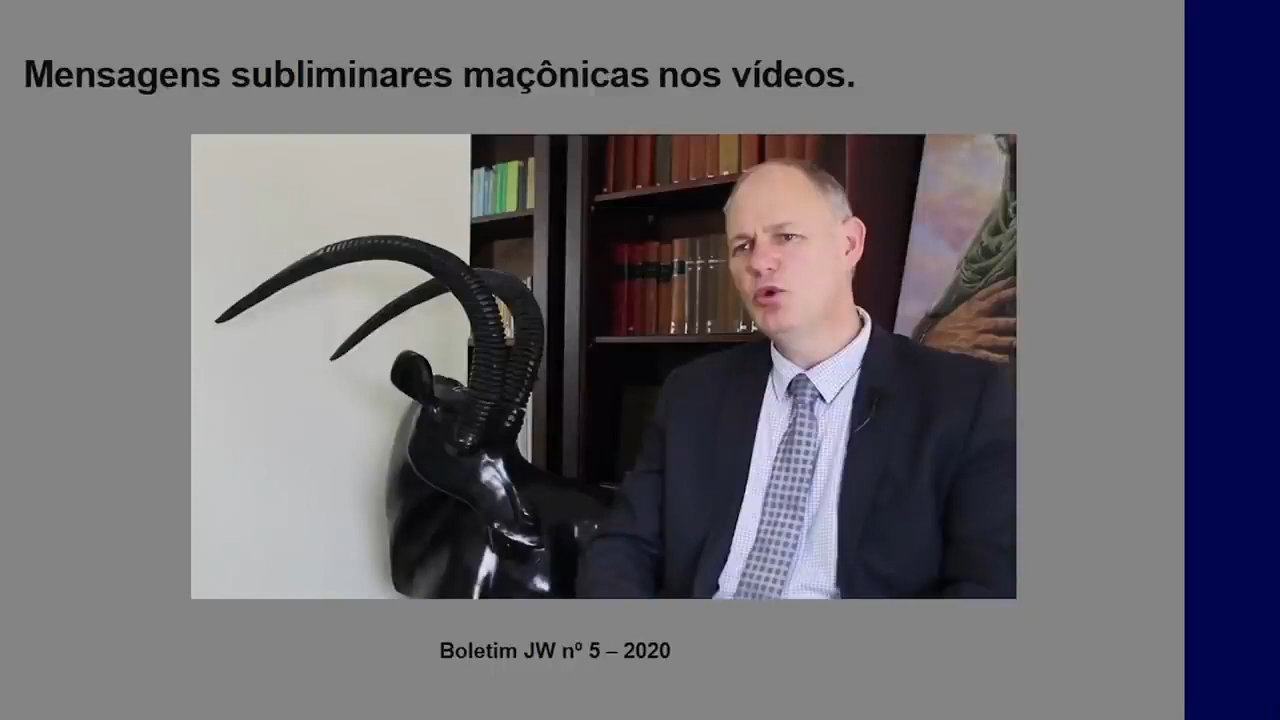 Mensagens subliminares maçônicas nos vídeos.
Boletim JW nº 5 – 2020